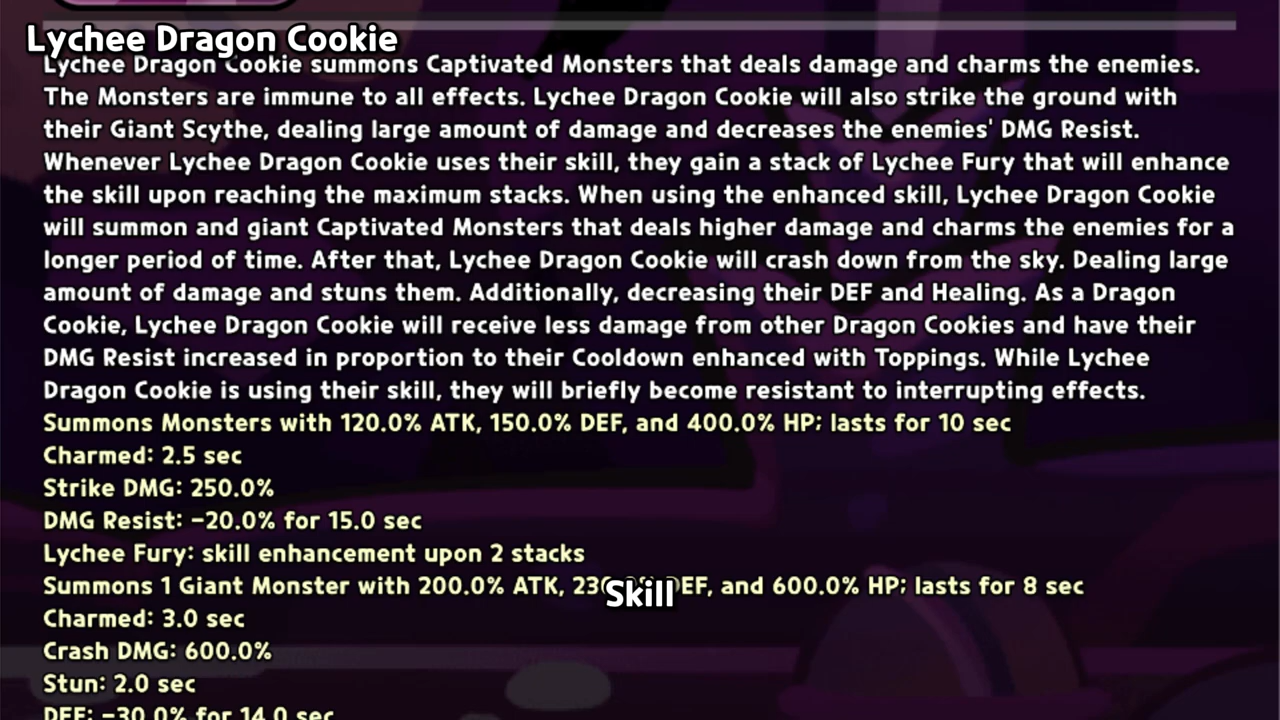 Lychee Dragon Cookie
Lychee Dragon Cookie summons Captivated Monsters that deals damage and charms the enemies.
The Monsters are immune to all effects. Lychee Dragon Cookie will also strike the ground with
their Giant Scythe, dealing large amount of damage and decreases the enemies' DMG Resist.
Whenever Lychee Dragon Cookie uses their skill, they gain a stack of Lychee Fury that will enhance
the skill upon reaching the maximum stacks. When using the enhanced skill, Lychee Dragon Cookie
will summon and giant Captivated Monsters that deals higher damage and charms the enemies for a
longer period of time. After that, Lychee Dragon Cookie will crash down from the sky. Dealing large
amount of damage and stuns them. Additionally, decreasing their DEF and Healing. As a Dragon
Cookie, Lychee Dragon Cookie will receive less damage from other Dragon Cookies and have their
DMG Resist increased in proportion to their Cooldown enhanced with Toppings. While Lychee
Dragon Cookie is using their skill, they will briefly become resistant to interrupting effects.
Summons Monsters with 120.0% ATK, 150.0% DEF, and 400.0% HP; lasts for 10 sec
Charmed: 2.5 sec
Strike DMG: 250.0%
DMG Resist: -20.0% for 15.0 sec
Lychee Fury: skill enhancement upon 2 stacks
Summons 1 Giant Monster with 200.0% ATK, DEF, and 600.0% HP; lasts for 8 sec
Skill
Charmed: 3.0 sec
Crash DMG: 600.0%
Stun: 2.0 sec
DEF: -30.0% for 14.0 sec